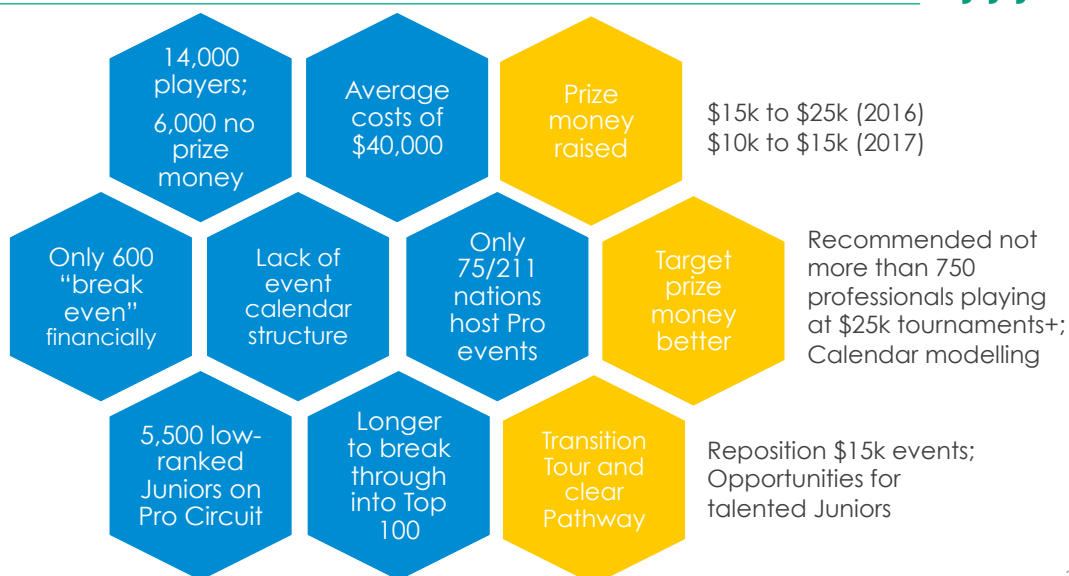 14,000
players;
6,000 no
prize
money
Average
costs of
$40,000
Prize
money
raised
$15k to $25k (2016)
$10k to $15k (2017)
Only 600
“break
even”
financially
Lack of
event
calendar
structure
Only
75/211
nations
host Pro
events
Target
prize
money
better
Recommended not
more than 750
professionals playing
at $25k tournaments+;
Calendar modelling
5,500 low-
ranked
Juniors on
Pro Circuit
Longer
to break
through
into Top
100
Transition
Tour and
clear
Pathway
Reposition $15k events;
Opportunities for
talented Juniors